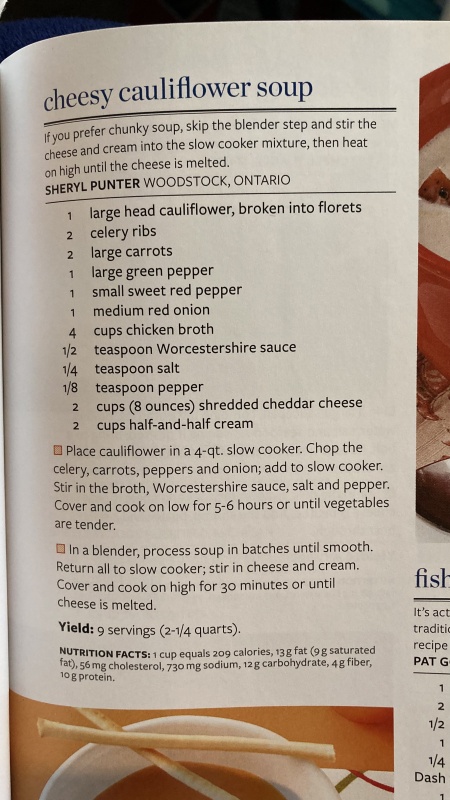 cheesy cauliflower soup
If you prefer chunky soup, skip the blender step and stir the
cheese and cream into the slow cooker mixture, then heat
on high until the cheese is melted.
SHERYL PUNTER WOODSTOCK, ONTARIO
1 large head cauliflower, broken into florets
2 celery ribs
2 large carrots
1 large green pepper
1 small sweet red pepper
1 medium red onion
4 cups chicken broth
1/2 teaspoon Worcestershire sauce
1/4 teaspoon salt
1/8 teaspoon pepper
2 cups (8 ounces) shredded cheddar cheese
2 cups half-and-half cream
Place cauliflower in a 4-qt. slow cooker. Chop the
celery, carrots, peppers and onion; add to slow cooker.
Stir in the broth, Worcestershire sauce, salt and pepper.
Cover and cook on low for 5-6 hours or until vegetables
are tender.
In a blender, process soup in batches until smooth.
Return all to slow cooker; stir in cheese and cream.
Cover and cook on high for 30 minutes or until
cheese is melted.
Yield: 9 servings (2-1/4 quarts).
NUTRITION FACTS: 1 cup equals 209 calories, 13 g fat (9 g saturated
fat), 56 mg cholesterol, 730 mg sodium, 12 g carbohydrate, 4 g fiber,
10 g protein.
fish
It's act
traditio
recipe
PAT G
1
2
1/2
1
1/4
Dash
1